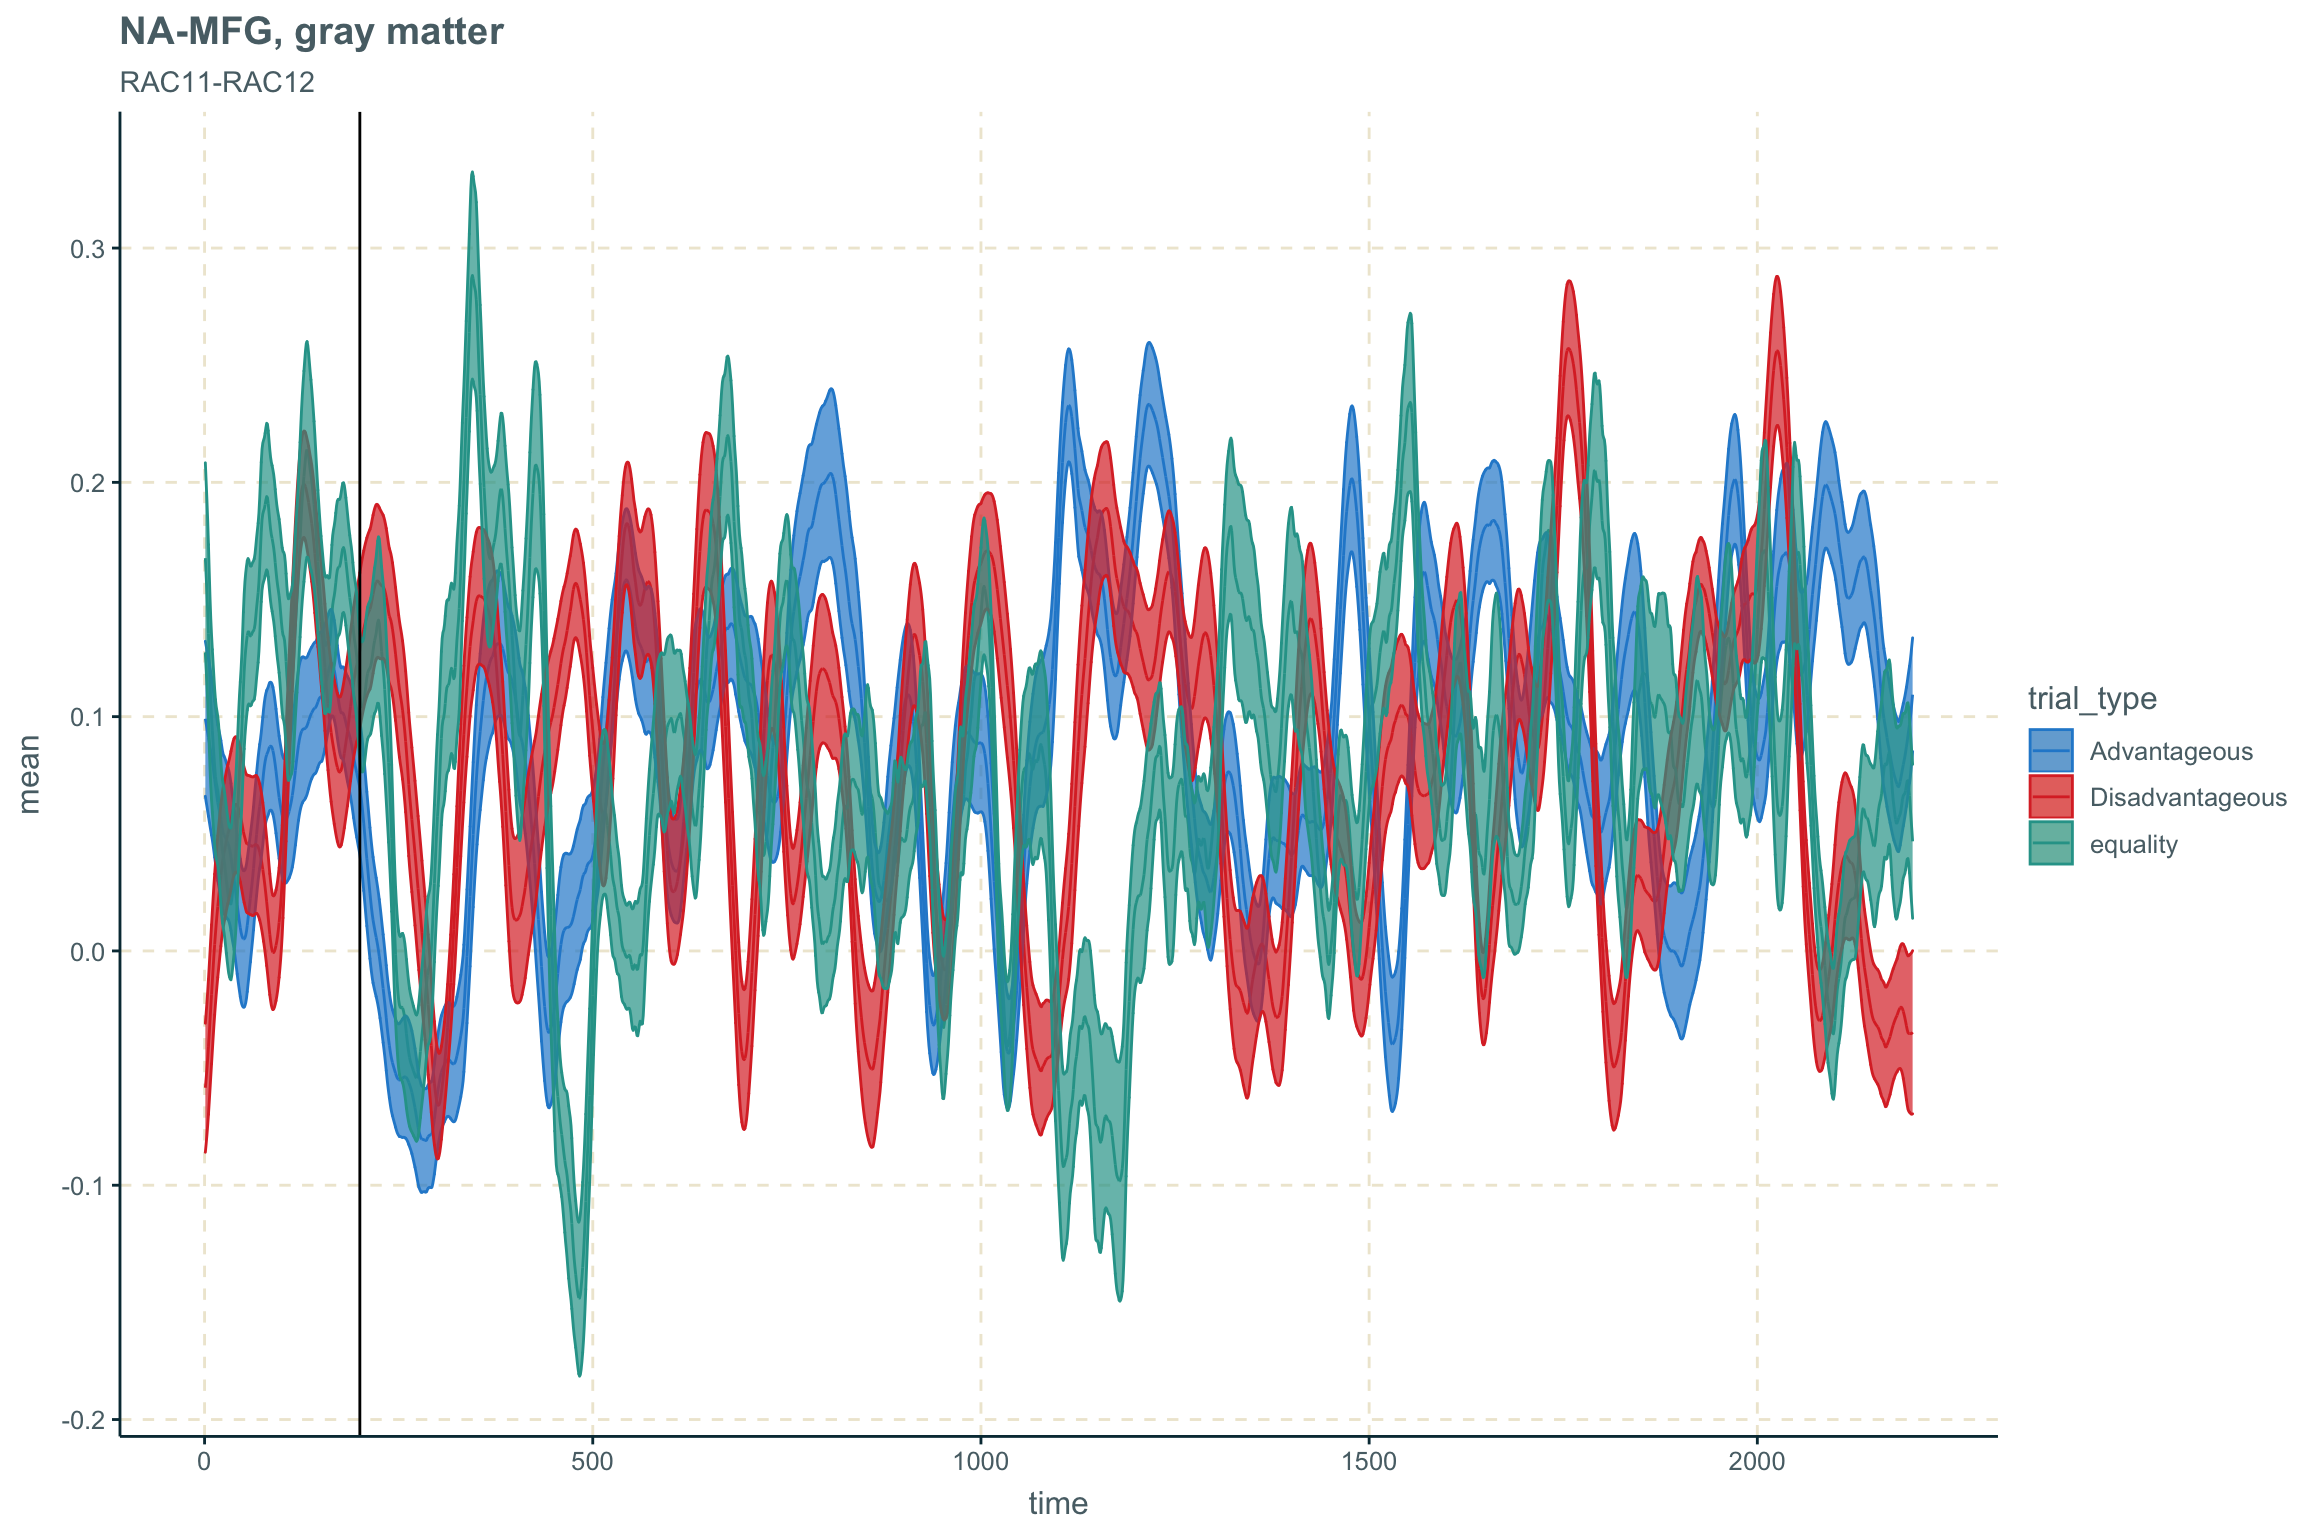 NA-MFG, gray matter
RAC11-RAC12
mean
0.3
0.2
0.1
0.0
-0.1
-0.2
0
500
1000
1500
2000
time
trial_type
Advantageous
Disadvantageous
equality